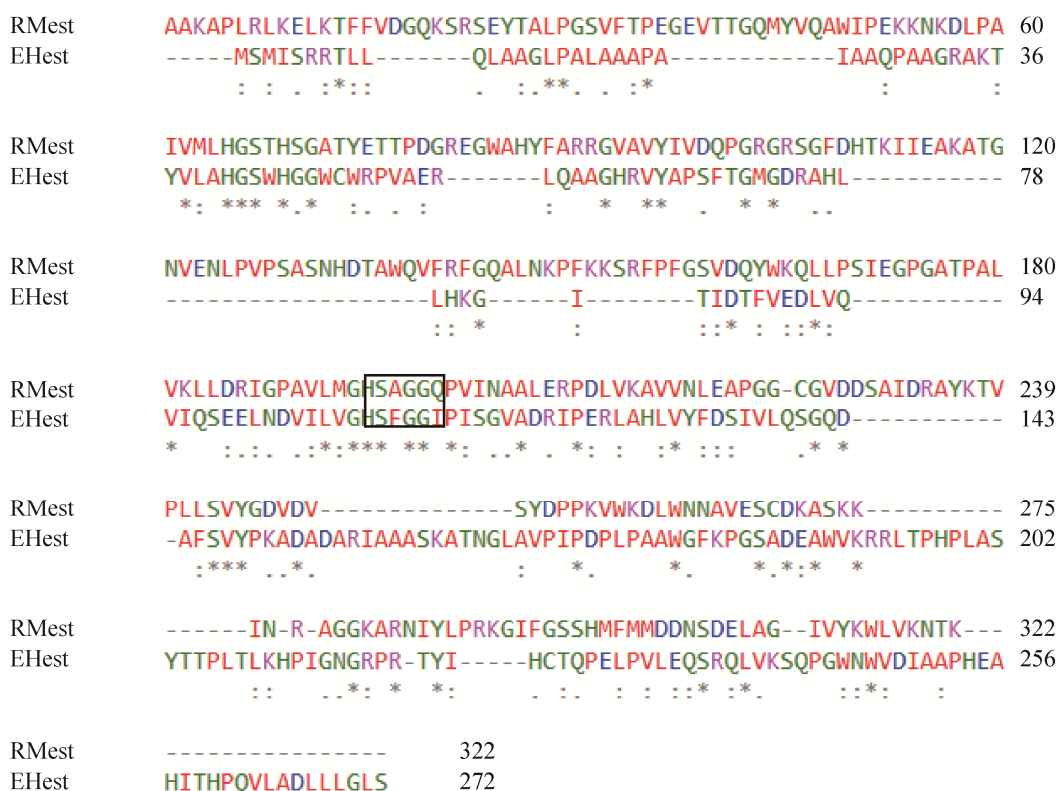 RMest AAKAPLRLKELKTFFVDGQKSRSEYTALPGSVFTPEGEVTTGQMYVQAWIPEKKNKDLPA 60
EHest -----MSMISRRTLL-------QLAAGLPALAAAPA------------IAAQPAAGRAKT 36
: : . :*:: . :.** . . :* : :
RMest IVMLHGSTHSGATYETTPDGREGWAHYFARRGVAVYIVDQPGRGRSGFDHTKIIEAKATG 120
EHest YVLAHGSWHGGWCWRPVAER-------LQAAGHRVYAPSFTGMGDRAHL----------- 78
*: *** *.* :. . : : * ** . * * ..
RMest NVENLPVPSASNHDTAWQVFRFGQALNKPFKKSRFPFGSVDQYWKQLLPSIEGPGATPAL 180
EHest -------------------LHKG------I--------TIDTFVEDLVQ----------- 94
:: * : ::* : ::*:
RMest VKLLDRIGPAVLMGHSAGGQPVINAALERPDLVKAVVNLEAPGG-CGVDDSAIDRAYKTV 239
EHest VIQSEELNDVILVGHSFGGIPISGVADRIPERLAHLVYFDSIVLQSGQD----------- 143
* :.:. .:*:*** ** *: ..* . *: : :* ::: .* *
RMest PLLSVYGDVDV--------------SYDPPKVWKDLWNNAVESCDKASKK---------- 275
EHest -AFSVYPKADADARIAAASKATNGLAVPIPDPLPAAWGFKPGSADEAWVKRRLTPHPLAS 202
:*** ..*. : *. *. *.*:* *
RMest ------IN-R-AGGKARNIYLPRKGIFGSSHMFMMDDNSDELAG--IVYKWLVKNTK--- 322
EHest YTTPLTLKHPIGNGRPR-TYI-----HCTQPELPVLEQSRQLVKSQPGWNWVDIAAPHEA 256
:: ..*: * *: . :. : : ::* :*. ::*: :
RMest ---------------- 322
EHest HITHPOVLADLLLGLS 272